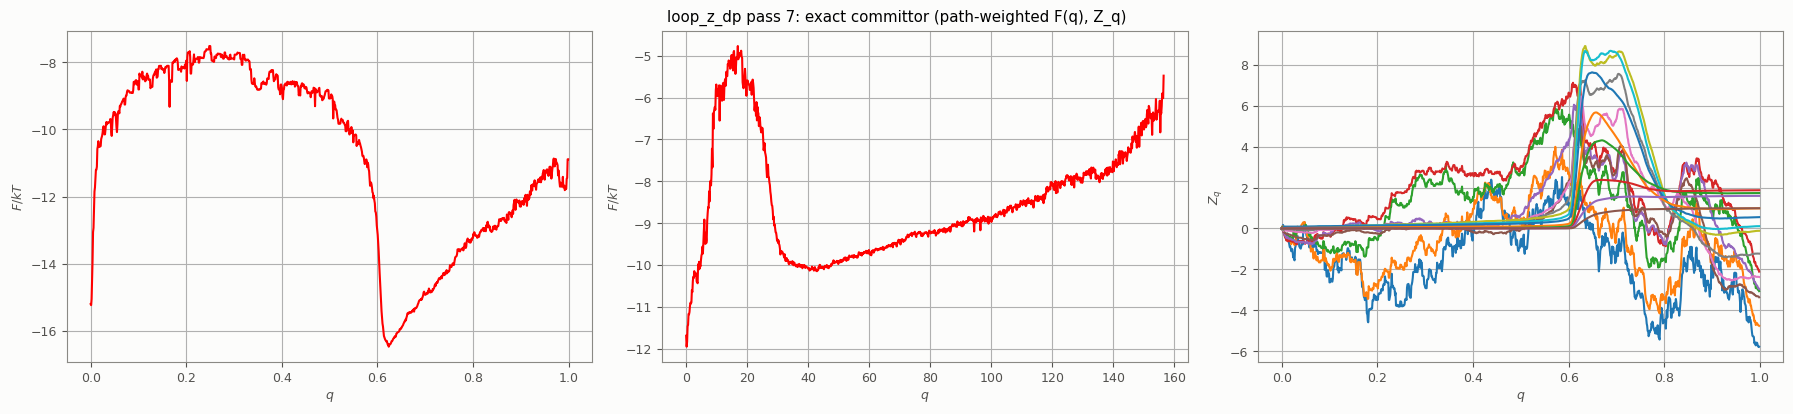 loop_z_dp pass 7: exact committor (path-weighted F(q), Z_q)
F/kT
−8
−10
−12
−14
−16
0.0 0.2 0.4 0.6 0.8 1.0
q
F/kT
−5
−6
−7
−8
−9
−10
−11
−12
0 20 40 60 80 100 120 140 160
q
Z_q
8
6
4
2
0
−2
−4
−6
0.0 0.2 0.4 0.6 0.8 1.0
q